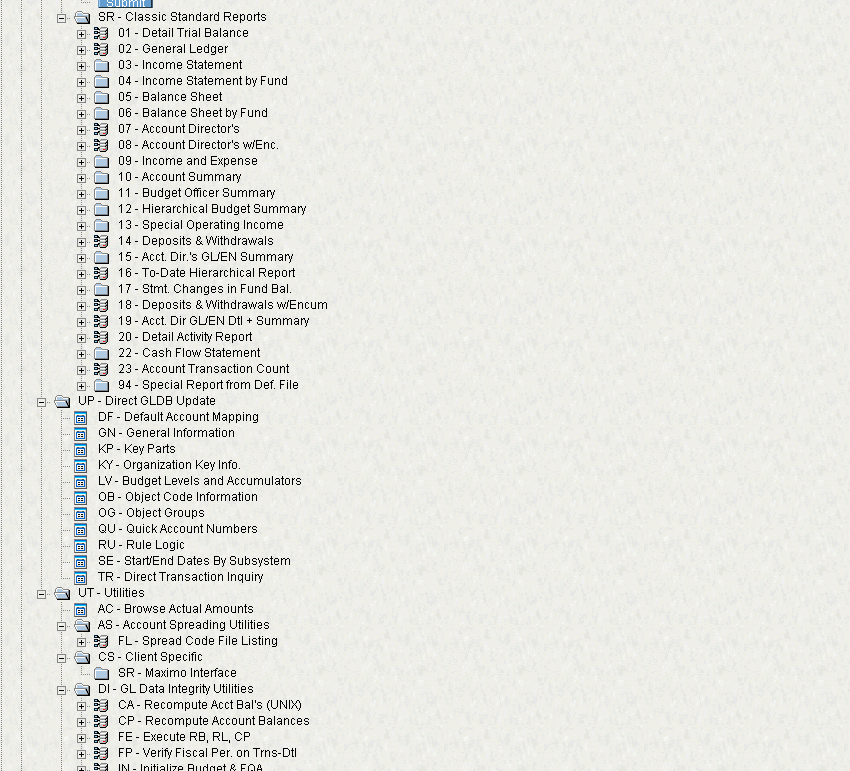 Submit
SR - Classic Standard Reports
01 - Detail Trial Balance
02 - General Ledger
03 - Income Statement
04 - Income Statement by Fund
05 - Balance Sheet
06 - Balance Sheet by Fund
07 - Account Director's
08 - Account Director's w/Enc.
09 - Income and Expense
10 - Account Summary
11 - Budget Officer Summary
12 - Hierarchical Budget Summary
13 - Special Operating Income
14 - Deposits & Withdrawals
15 - Acct. Dir.'s GL/EN Summary
16 - To-Date Hierarchical Report
17 - Stmt. Changes in Fund Bal.
18 - Deposits & Withdrawals w/Encum
19 - Acct. Dir GL/EN Dtl + Summary
20 - Detail Activity Report
22 - Cash Flow Statement
23 - Account Transaction Count
94 - Special Report from Def. File
UP - Direct GLDB Update
DF - Default Account Mapping
GN - General Information
KP - Key Parts
KY - Organization Key Info.
LV - Budget Levels and Accumulators
OB - Object Code Information
OG - Object Groups
QU - Quick Account Numbers
RU - Rule Logic
SE - Start/End Dates By Subsystem
TR - Direct Transaction Inquiry
UT - Utilities
AC - Browse Actual Amounts
AS - Account Spreading Utilities
FL - Spread Code File Listing
CS - Client Specific
SR - Maximo Interface
DI - GL Data Integrity Utilities
CA - Recompute Acct Bal's (UNIX)
CP - Recompute Account Balances
FE - Execute RB, RL, CP
FP - Verify Fiscal Per. on Trns-Dtl
IN - Initialize Budget & EQA